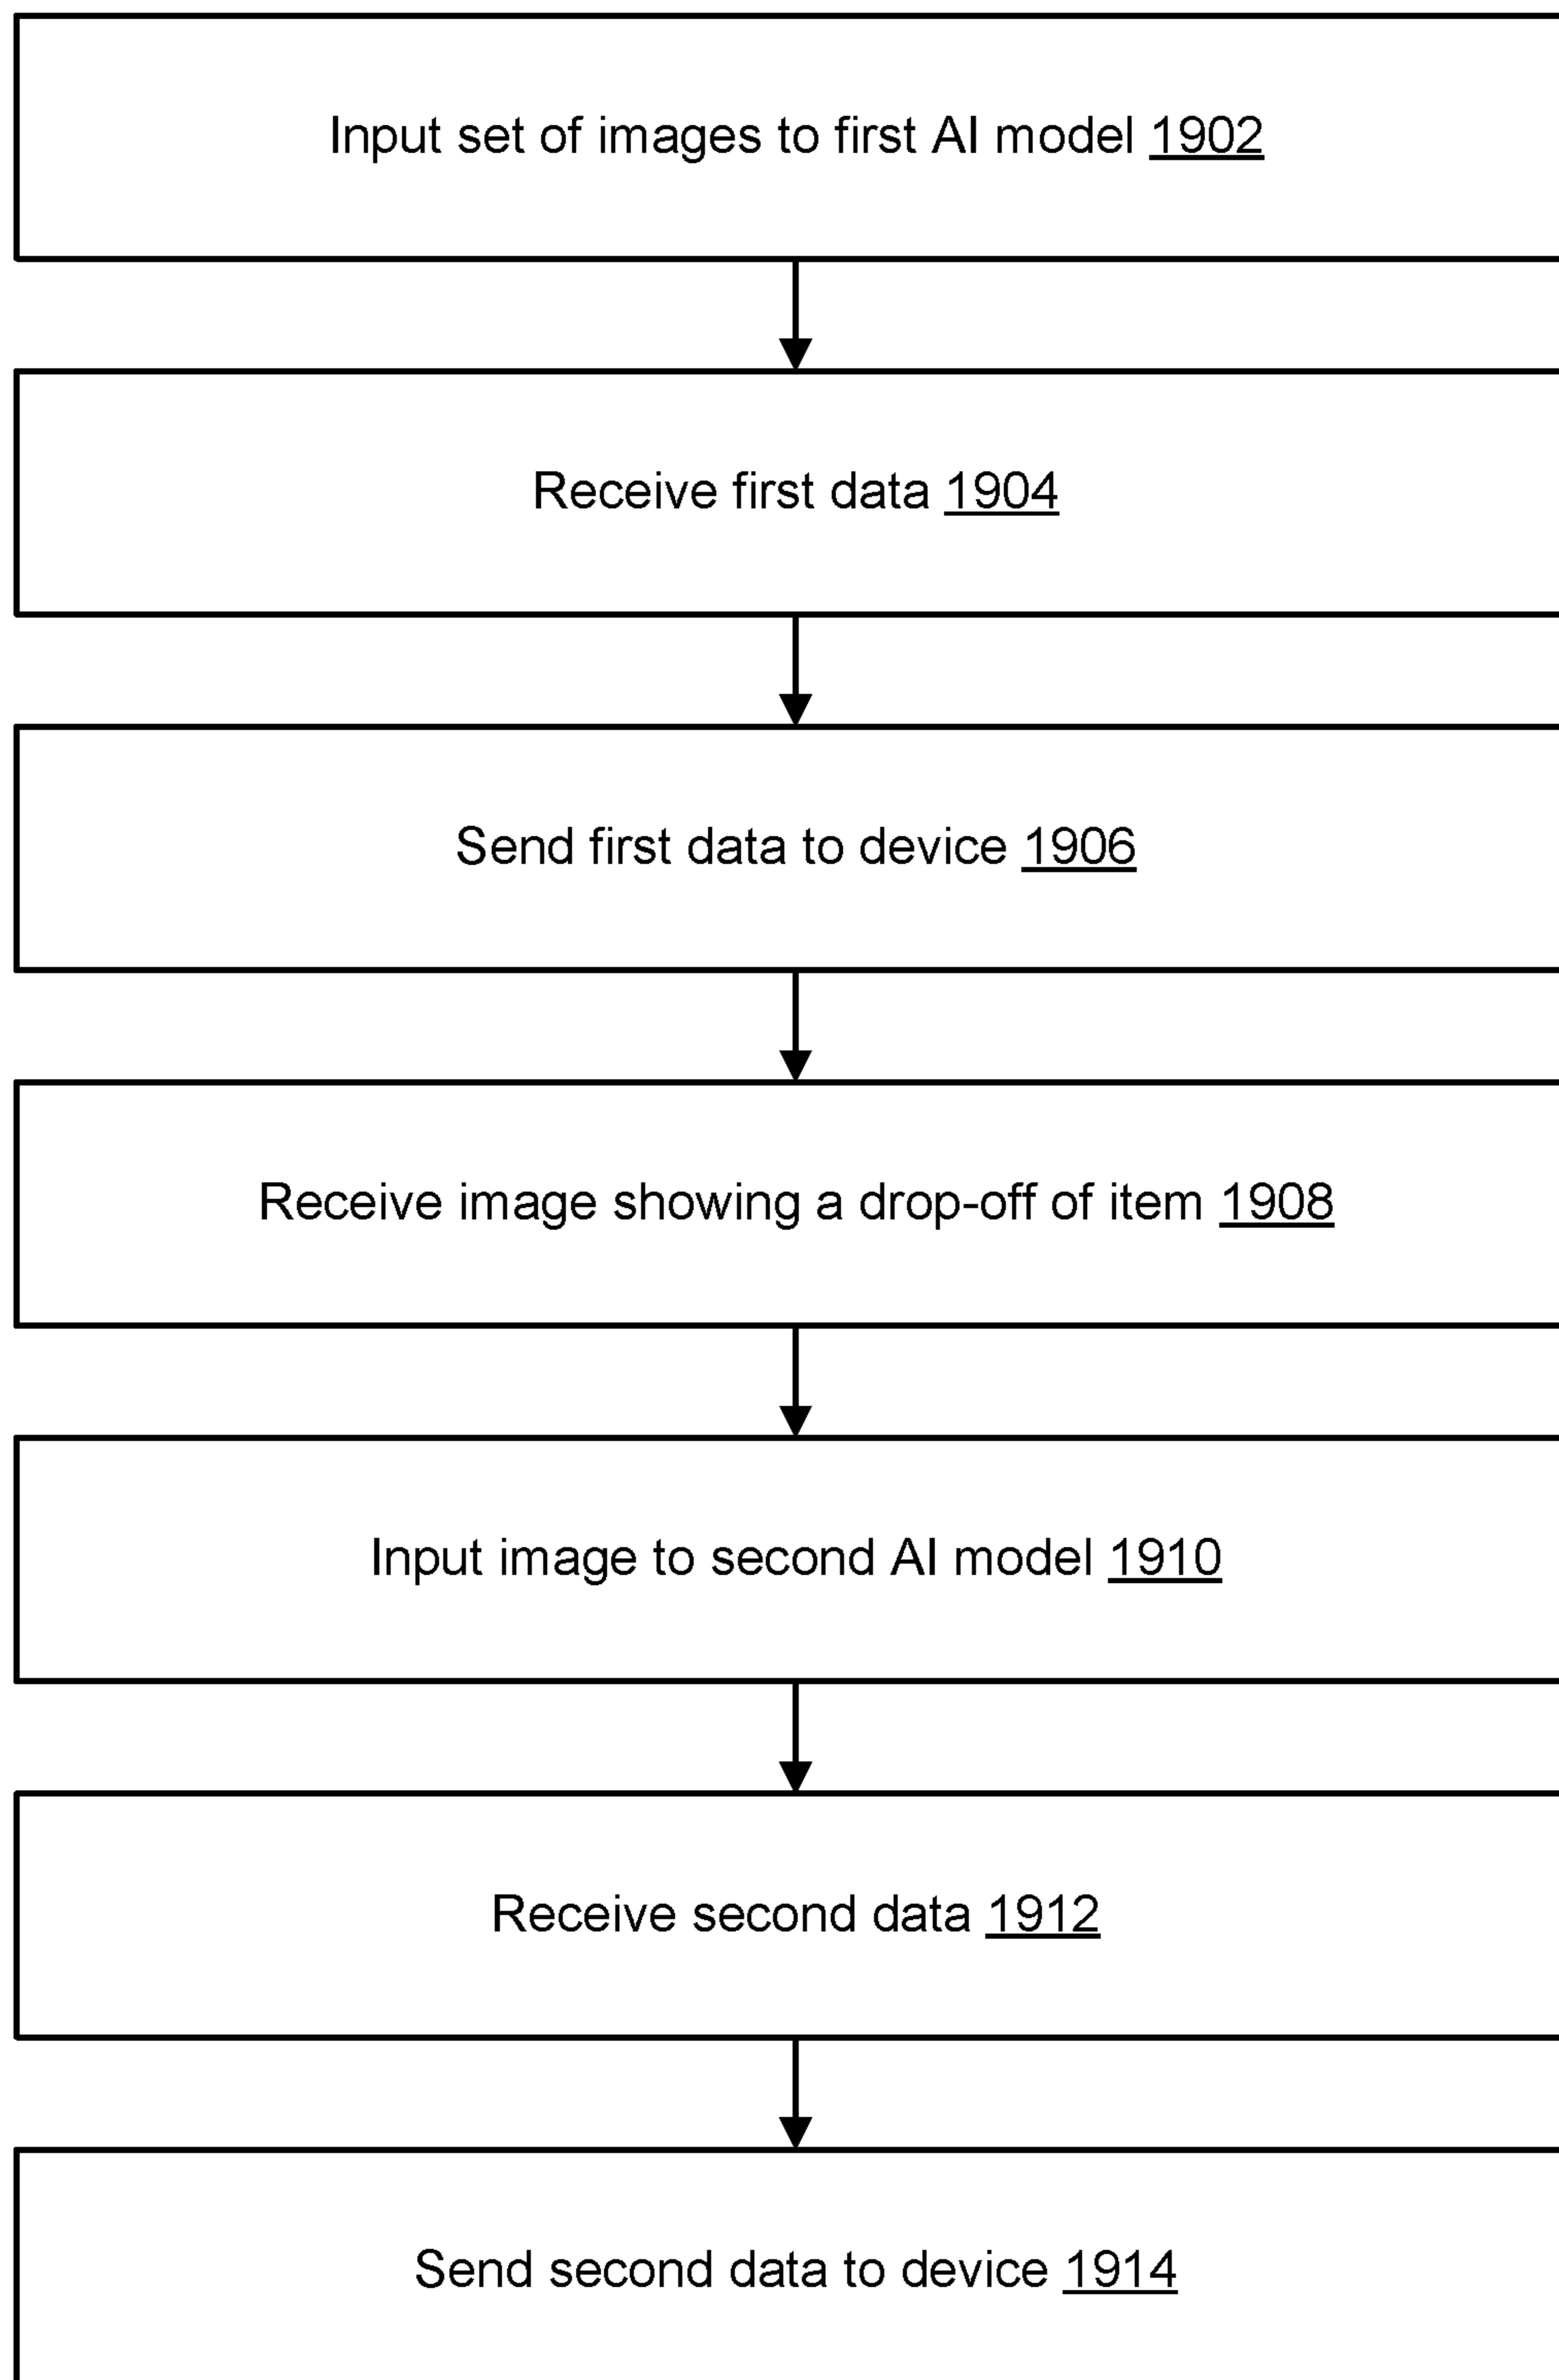 Input set of images to first AI model 1902
Receive first data 1904
Send first data to device 1906
Receive image showing a drop-off of item 1908
Input image to second AI model 1910
Receive second data 1912
Send second data to device 1914